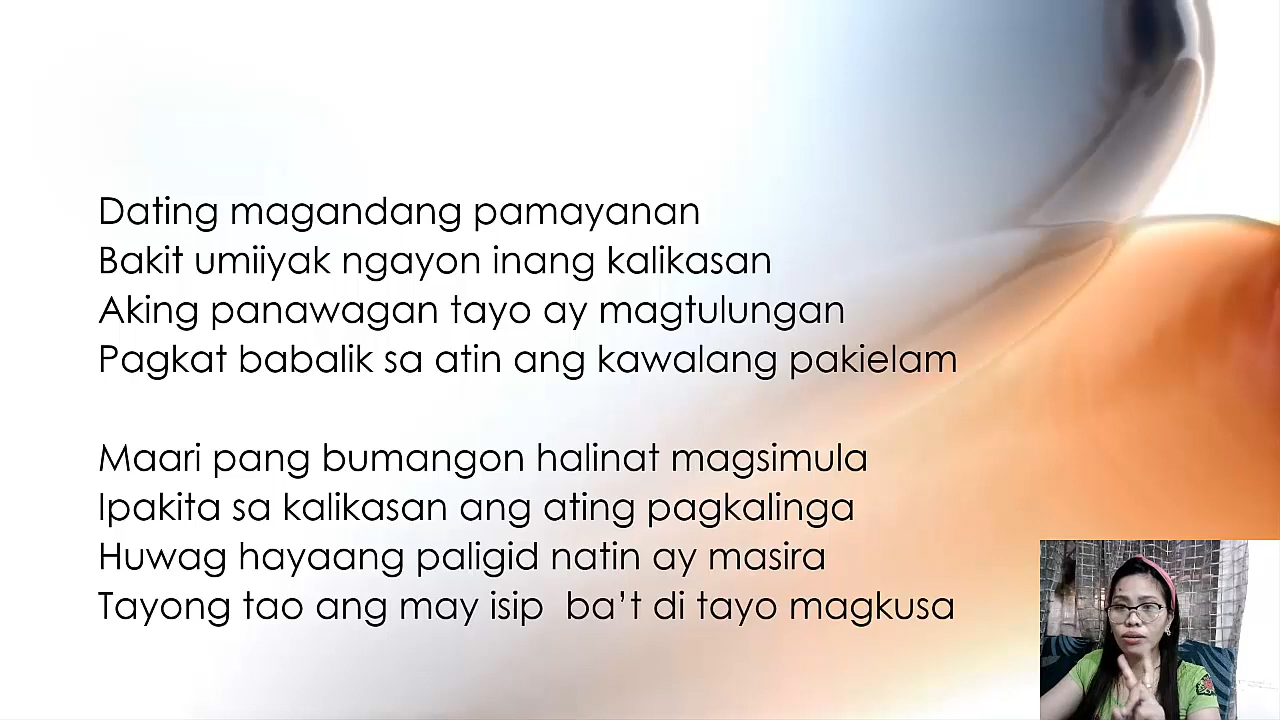 Dating magandang pamayanan
Bakit umiiyak ngayon inang kalikasan
Aking panawagan tayo ay magtulungan
Pagkat babalik sa atin ang kawalang pakielam
Maari pang bumangon halinat magsimula
Ipakita sa kalikasan ang ating pagkalinga
Huwag hayaang paligid natin ay masira
Tayong tao ang may isip  ba’t di tayo magkusa